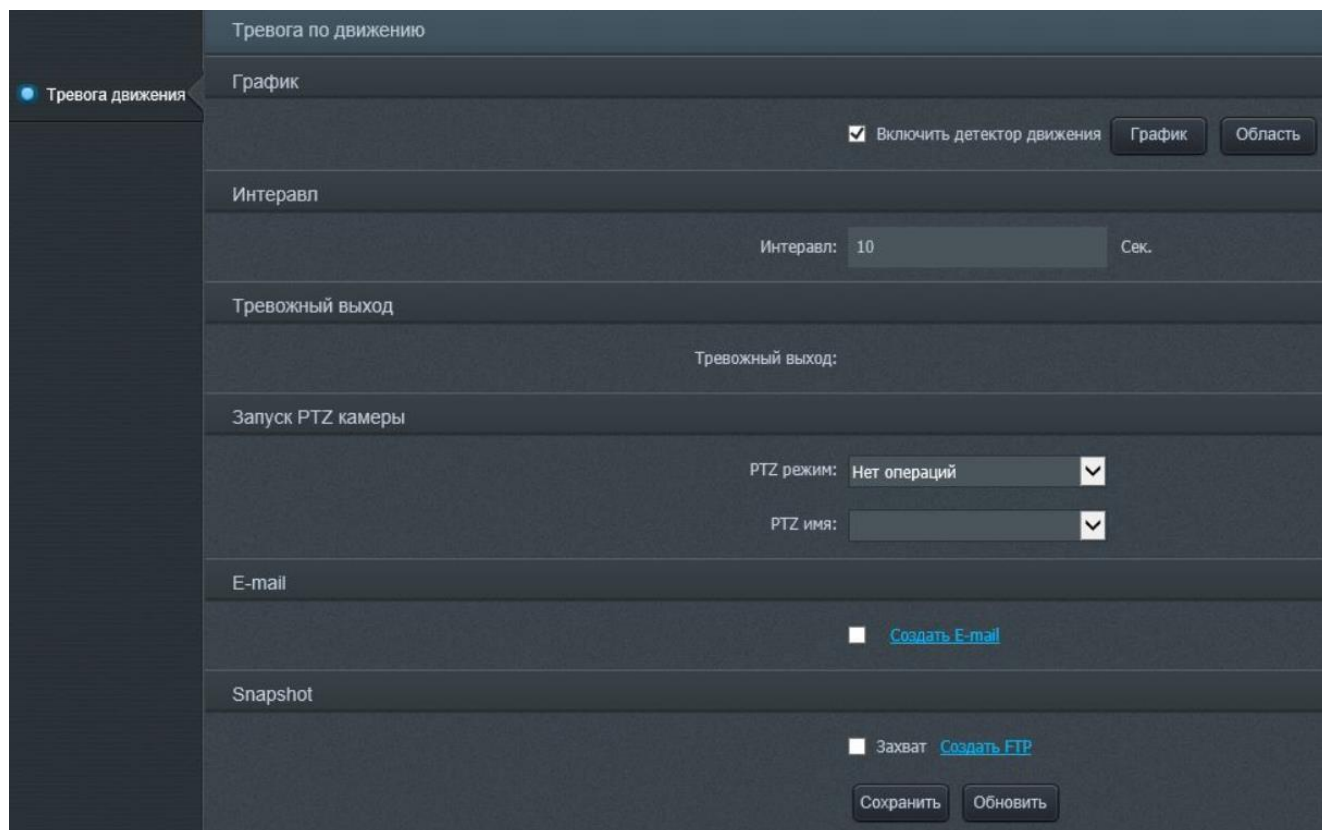 Тревога по движению
Тревога движения
График
Включить детектор движения График Область
Интеравл
Интеравл: 10 Сек.
Тревожный выход
Тревожный выход:
Запуск PTZ камеры
PTZ режим: Нет операций
PTZ имя:
E-mail
Создать E-mail
Snapshot
Захват Создать FTP
Сохранить Обновить